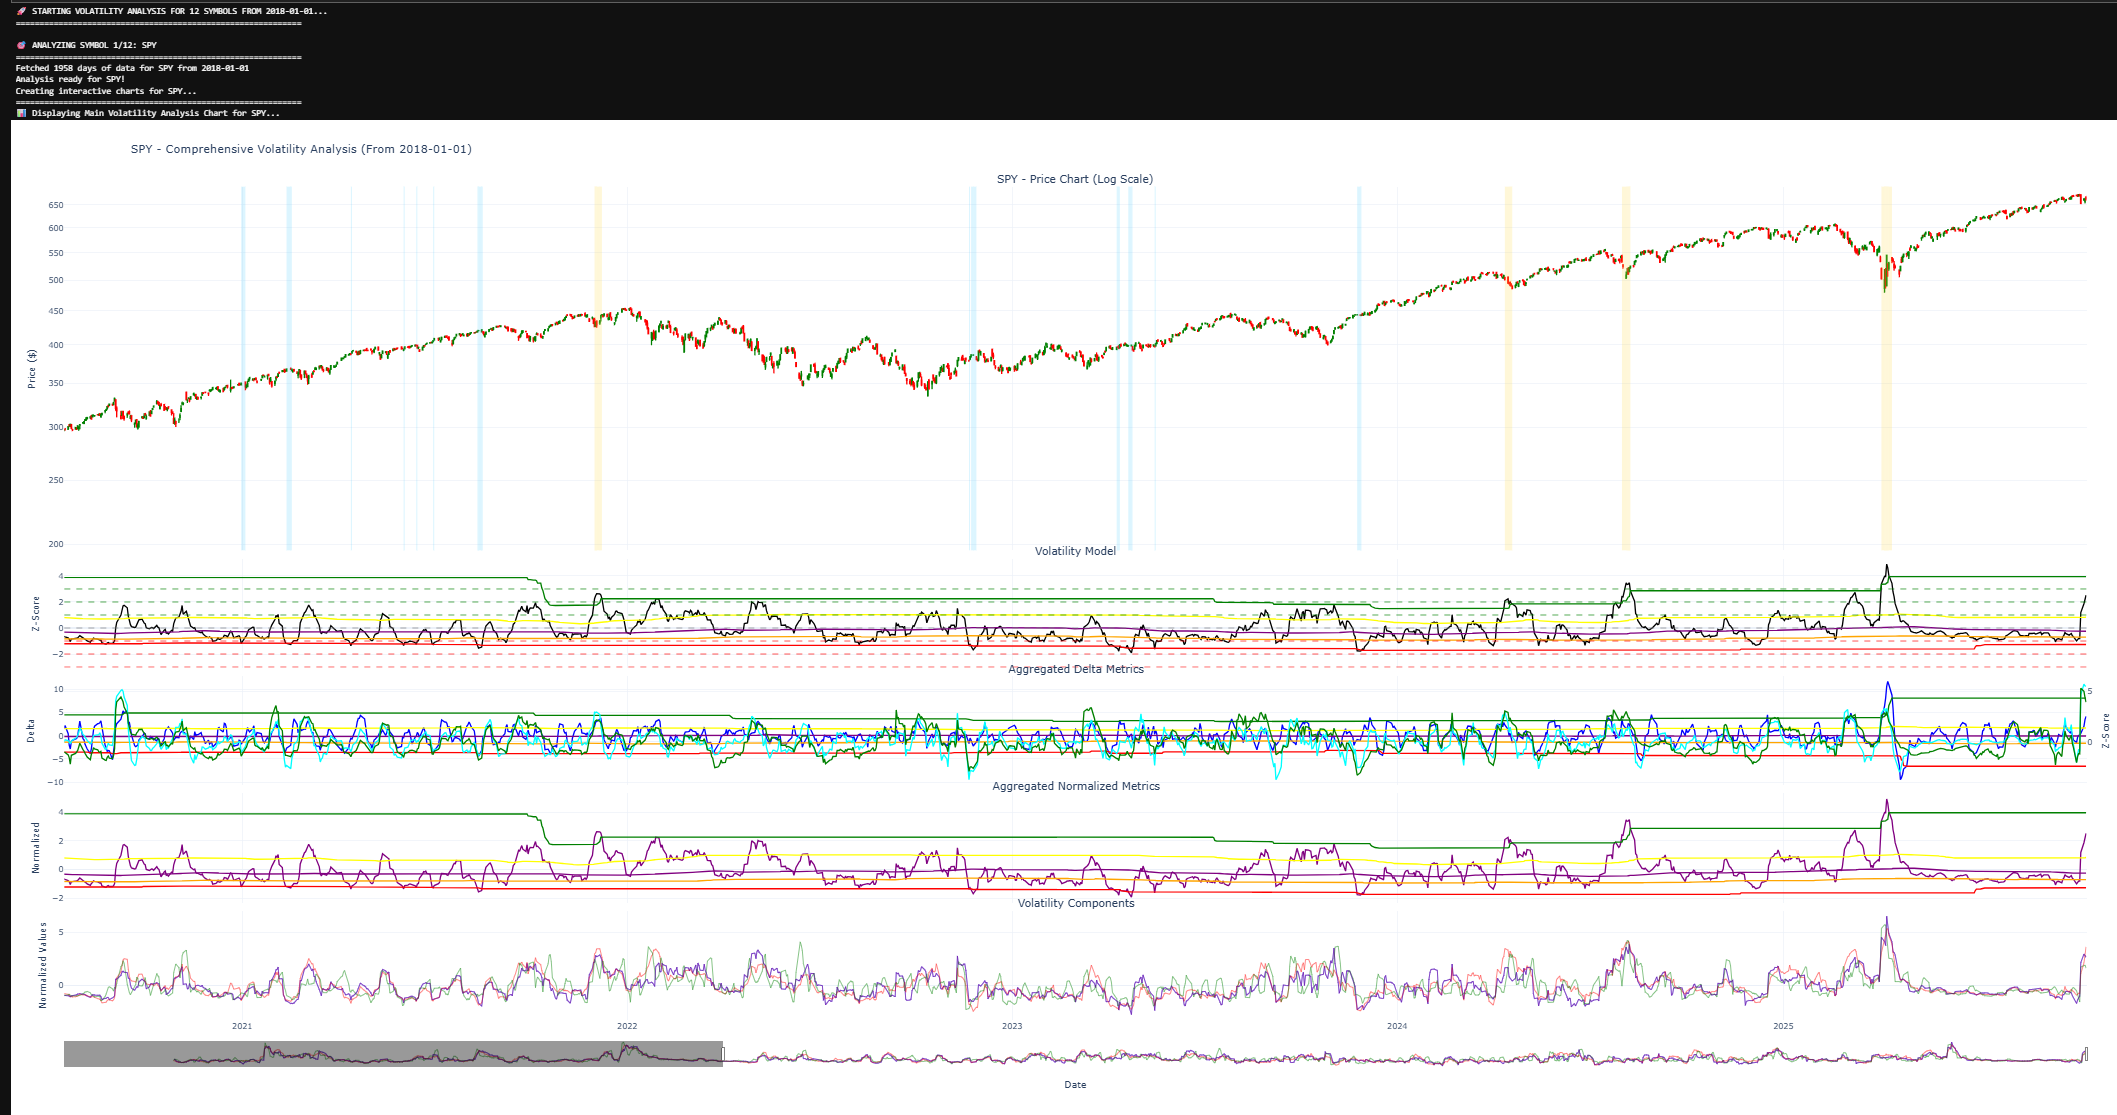 🚀 STARTING VOLATILITY ANALYSIS FOR 12 SYMBOLS FROM 2018-01-01...
============================================================
🎯 ANALYZING SYMBOL 1/12: SPY
============================================================
Fetched 1958 days of data for SPY from 2018-01-01
Analysis ready for SPY!
Creating interactive charts for SPY...
============================================================
📊 Displaying Main Volatility Analysis Chart for SPY...
SPY - Comprehensive Volatility Analysis (From 2018-01-01)
SPY - Price Chart (Log Scale)
Price ($)
650
600
550
500
450
400
350
300
250
200
Volatility Model
Z-Score
4
2
0
−2
Aggregated Delta Metrics
Delta
10
5
0
−5
−10
5
0
Z-Score
Aggregated Normalized Metrics
Normalized
4
2
0
−2
Volatility Components
Normalized Values
5
0
2021 2022 2023 2024 2025
Date